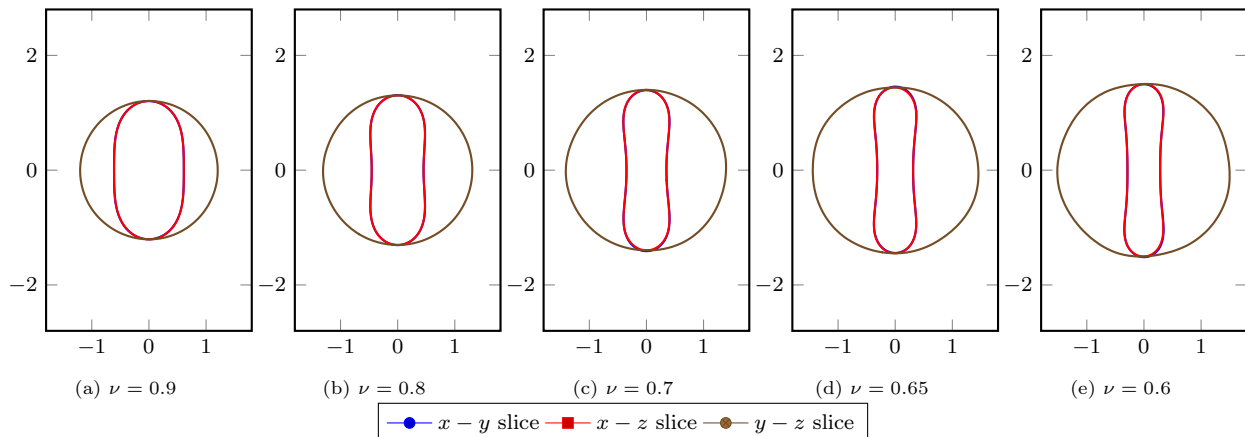 2 2 2 2 2
0 0 0 0 0
−2 −2 −2 −2 −2
−1 0 1 −1 0 1 −1 0 1 −1 0 1 −1 0 1
(a) ν = 0.9 (b) ν = 0.8 (c) ν = 0.7 (d) ν = 0.65 (e) ν = 0.6
x − y slice x − z slice y − z slice